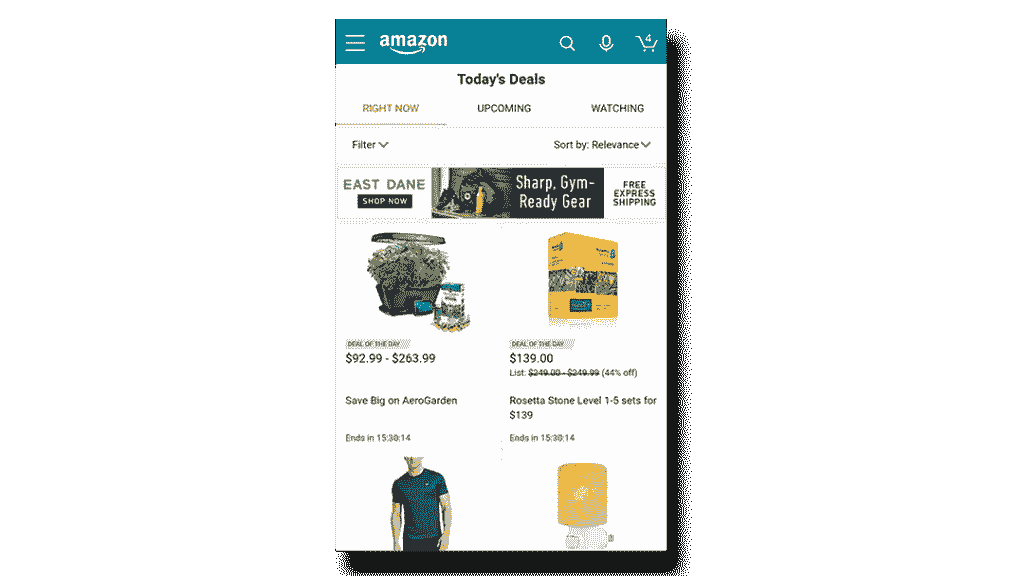 amazon
4
Today's Deals
RIGHT NOW
UPCOMING
WATCHING
Filter
Sort by: Relevance
EAST DANE
SHOP NOW
Sharp, Gym-
Ready Gear
FREE
EXPRESS
SHIPPING
DEAL OF THE DAY
$92.99 - $263.99
Save Big on AeroGarden
Ends in 15:30:14
DEAL OF THE DAY
$139.00
List: $249.00 - $249.99 (44% off)
Rosetta Stone Level 1-5 sets for
$139
Ends in 15:30:14